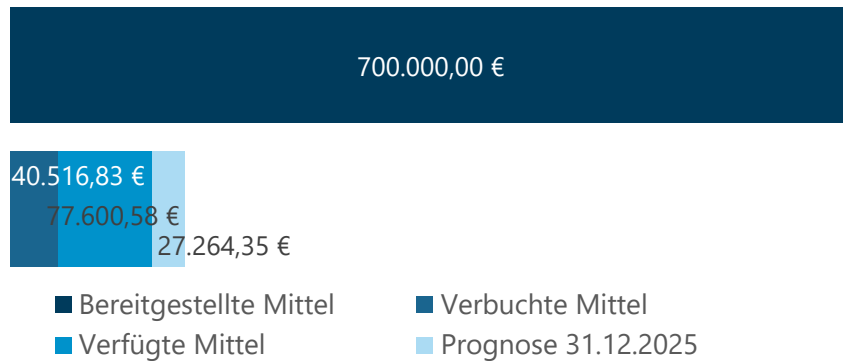 700.000,00 €
40.516,83 €
77.600,58 €
27.264,35 €
Bereitgestellte Mittel
Verbuchte Mittel
Verfügte Mittel
Prognose 31.12.2025